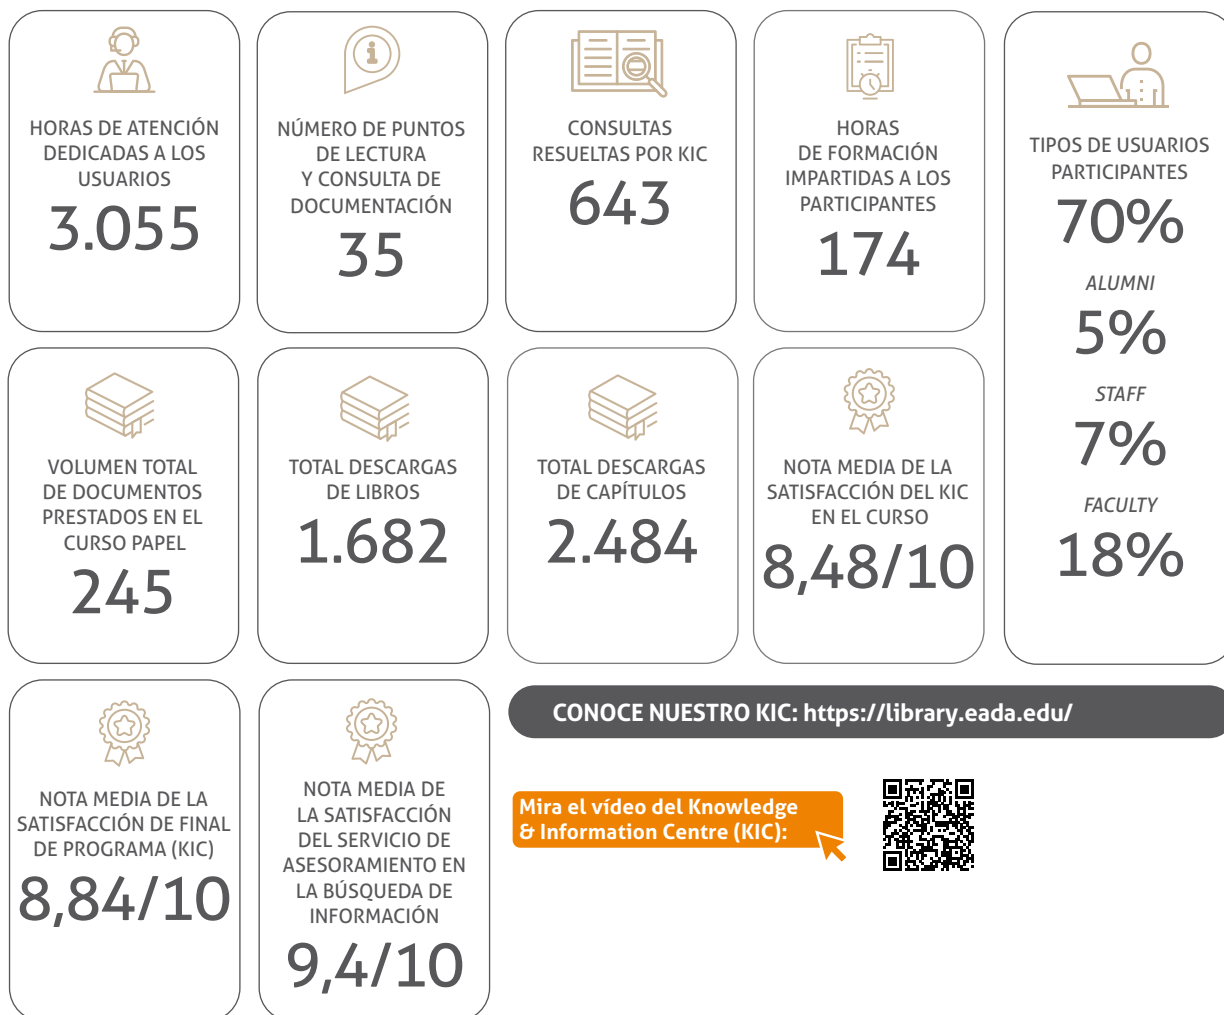 HORAS DE ATENCIÓN
DEDICADAS A LOS
USUARIOS
3.055
NÚMERO DE PUNTOS
DE LECTURA
Y CONSULTA DE
DOCUMENTACIÓN
35
CONSULTAS
RESUELTAS POR KIC
643
HORAS
DE FORMACIÓN
IMPARTIDAS A LOS
PARTICIPANTES
174
TIPOS DE USUARIOS
PARTICIPANTES
70%
ALUMNI
5%
STAFF
7%
FACULTY
18%
VOLUMEN TOTAL
DE DOCUMENTOS
PRESTADOS EN EL
CURSO PAPEL
245
TOTAL DESCARGAS
DE LIBROS
1.682
TOTAL DESCARGAS
DE CAPÍTULOS
2.484
NOTA MEDIA DE LA
SATISFACCIÓN DEL KIC
EN EL CURSO
8,48/10
NOTA MEDIA DE LA
SATISFACCIÓN DE FINAL
DE PROGRAMA (KIC)
8,84/10
NOTA MEDIA DE
LA SATISFACCIÓN
DEL SERVICIO DE
ASESORAMIENTO EN
LA BÚSQUEDA DE
INFORMACIÓN
9,4/10
CONOCE NUESTRO KIC: https://library.eada.edu/
Mira el vídeo del Knowledge
& Information Centre (KIC):